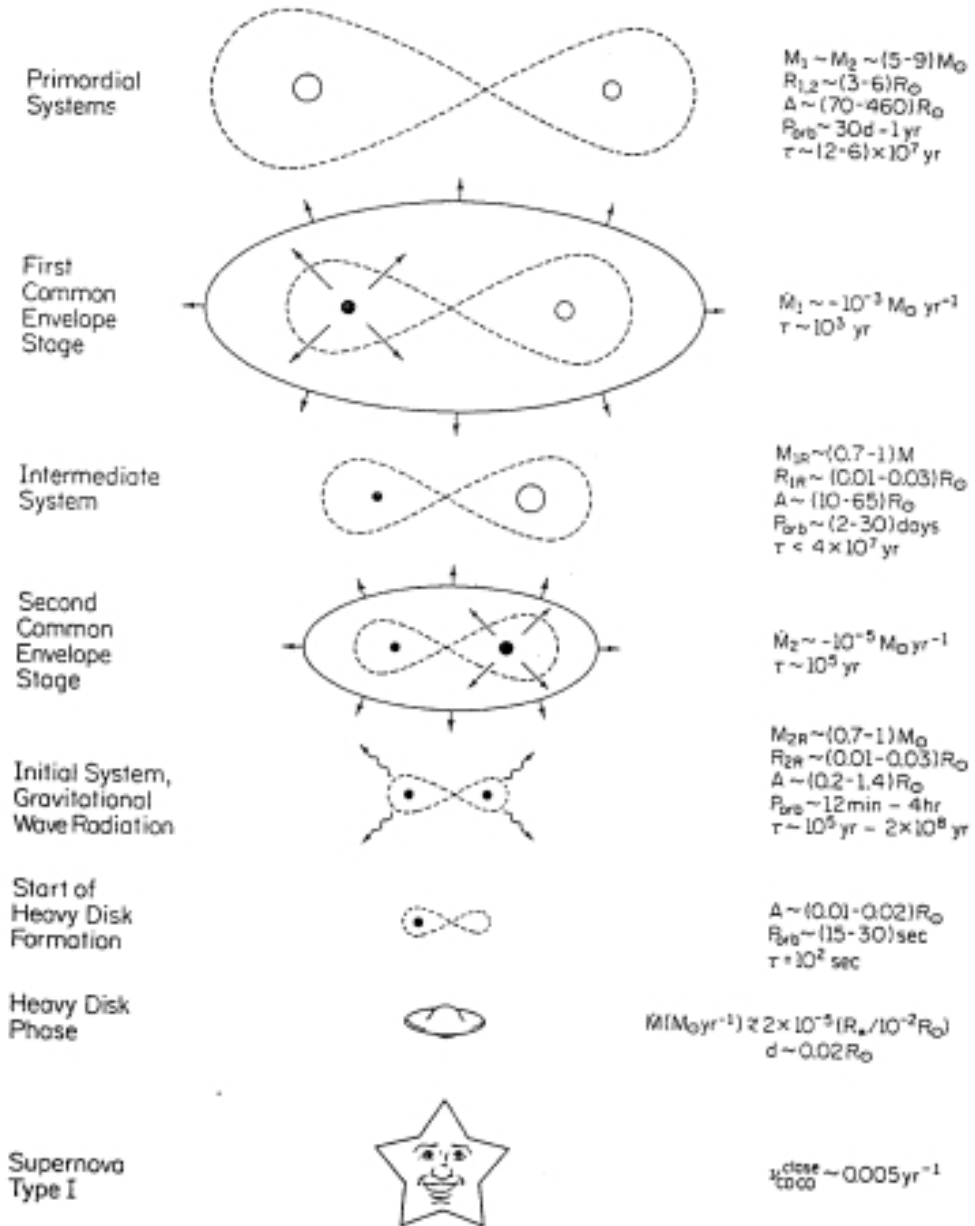 Primordial
Systems
M₁ ~ M₂ ~ (5-9)M⊙
R₁,₂ ~ (3-6)R⊙
A ~ (70-460)R⊙
Porb ~ 30d - 1 yr
τ ~ (2-6) × 10⁷ yr
First
Common
Envelope
Stage
Ṁ₁ ~ -10⁻³ M⊙ yr⁻¹
τ ~ 10³ yr
Intermediate
System
M₁R ~ (0.7-1) M
R₁R ~ (0.01-0.03)R⊙
A ~ (10-65)R⊙
Porb ~ (2-30) days
τ < 4 × 10⁷ yr
Second
Common
Envelope
Stage
Ṁ₂ ~ -10⁻⁵ M⊙ yr⁻¹
τ ~ 10⁵ yr
Initial System,
Gravitational
Wave Radiation
M₂R ~ (0.7-1) M⊙
R₂R ~ (0.01-0.03)R⊙
A ~ (0.2-1.4)R⊙
Porb ~ 12 min - 4 hr
τ ~ 10⁵ yr - 2 × 10⁸ yr
Start of
Heavy Disk
Formation
A ~ (0.01-0.02)R⊙
Porb ~ (15-30) sec
τ = 10² sec
Heavy Disk
Phase
Ṁ(M⊙ yr⁻¹) ≳ 2 × 10⁻⁵ (R*/10⁻² R⊙)
d ~ 0.02 R⊙
Supernova
Type I
ν close COCO ~ 0.005 yr⁻¹